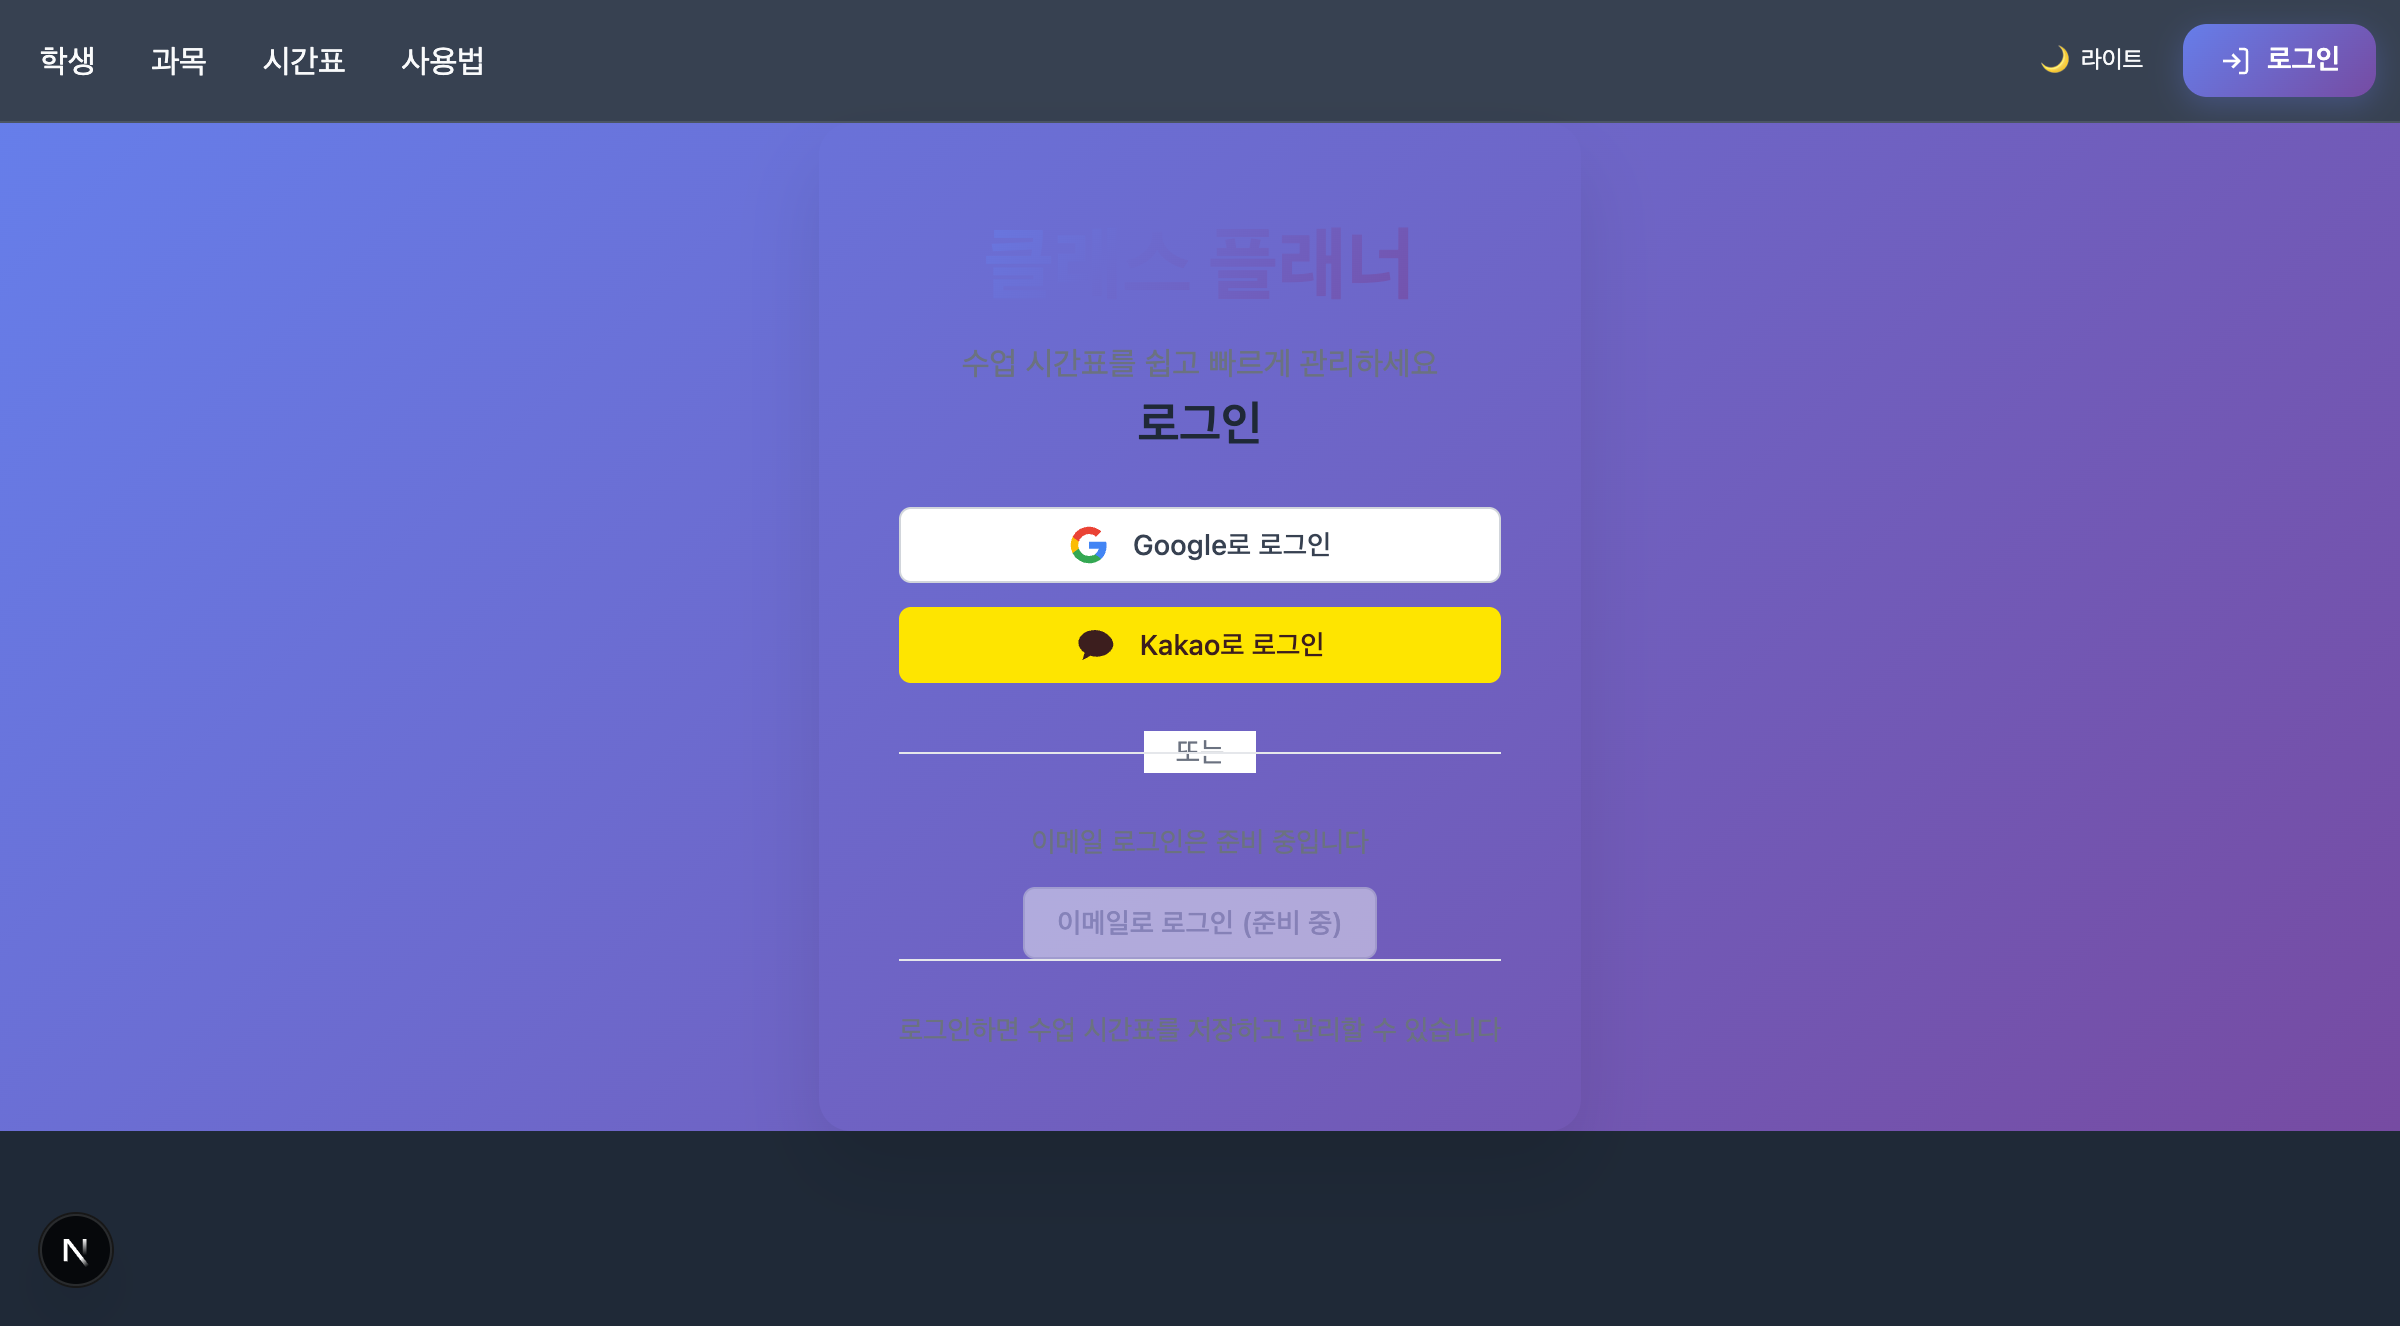 학생 과목 시간표 사용법 🌙 라이트 로그인
클래스 플래너
수업 시간표를 쉽고 빠르게 관리하세요
로그인
Google로 로그인
Kakao로 로그인
또는
이메일 로그인은 준비 중입니다
이메일로 로그인 (준비 중)
로그인하면 수업 시간표를 저장하고 관리할 수 있습니다
N